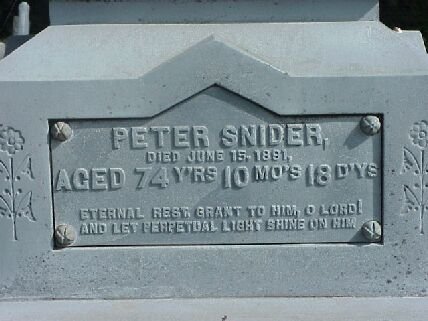 PETER SNIDER,
DIED JUNE 15, 1891,
AGED 74 Y'RS 10 MO'S 18 D'YS
ETERNAL REST, GRANT TO HIM, O LORD!
AND LET PERPETUAL LIGHT SHINE ON HIM